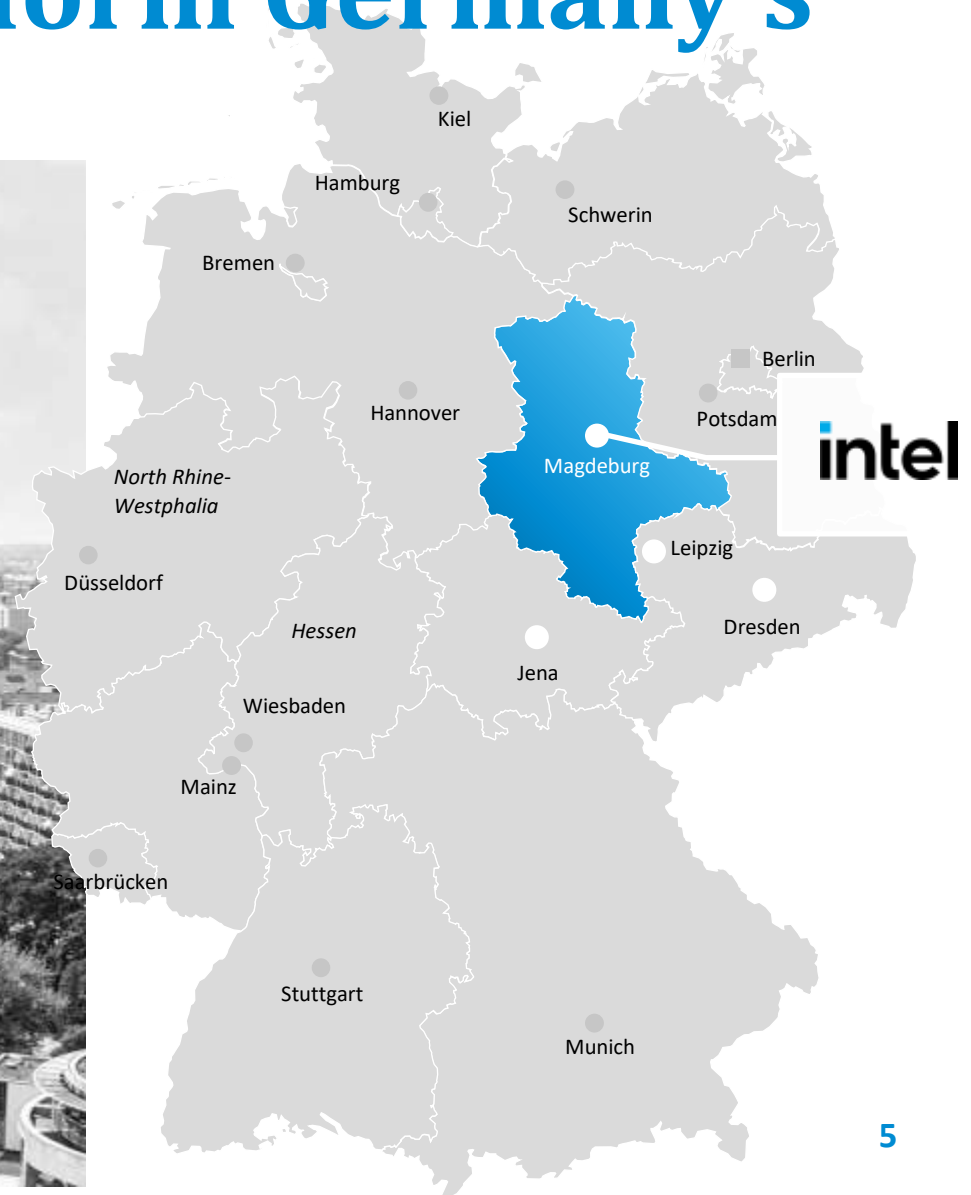 Germany's
Kiel
Hamburg
Schwerin
Bremen
Berlin
Hannover
Potsdam
intel
Magdeburg
North Rhine-
Westphalia
Leipzig
Düsseldorf
Dresden
Hessen
Jena
Wiesbaden
Mainz
Saarbrücken
Stuttgart
Munich
5